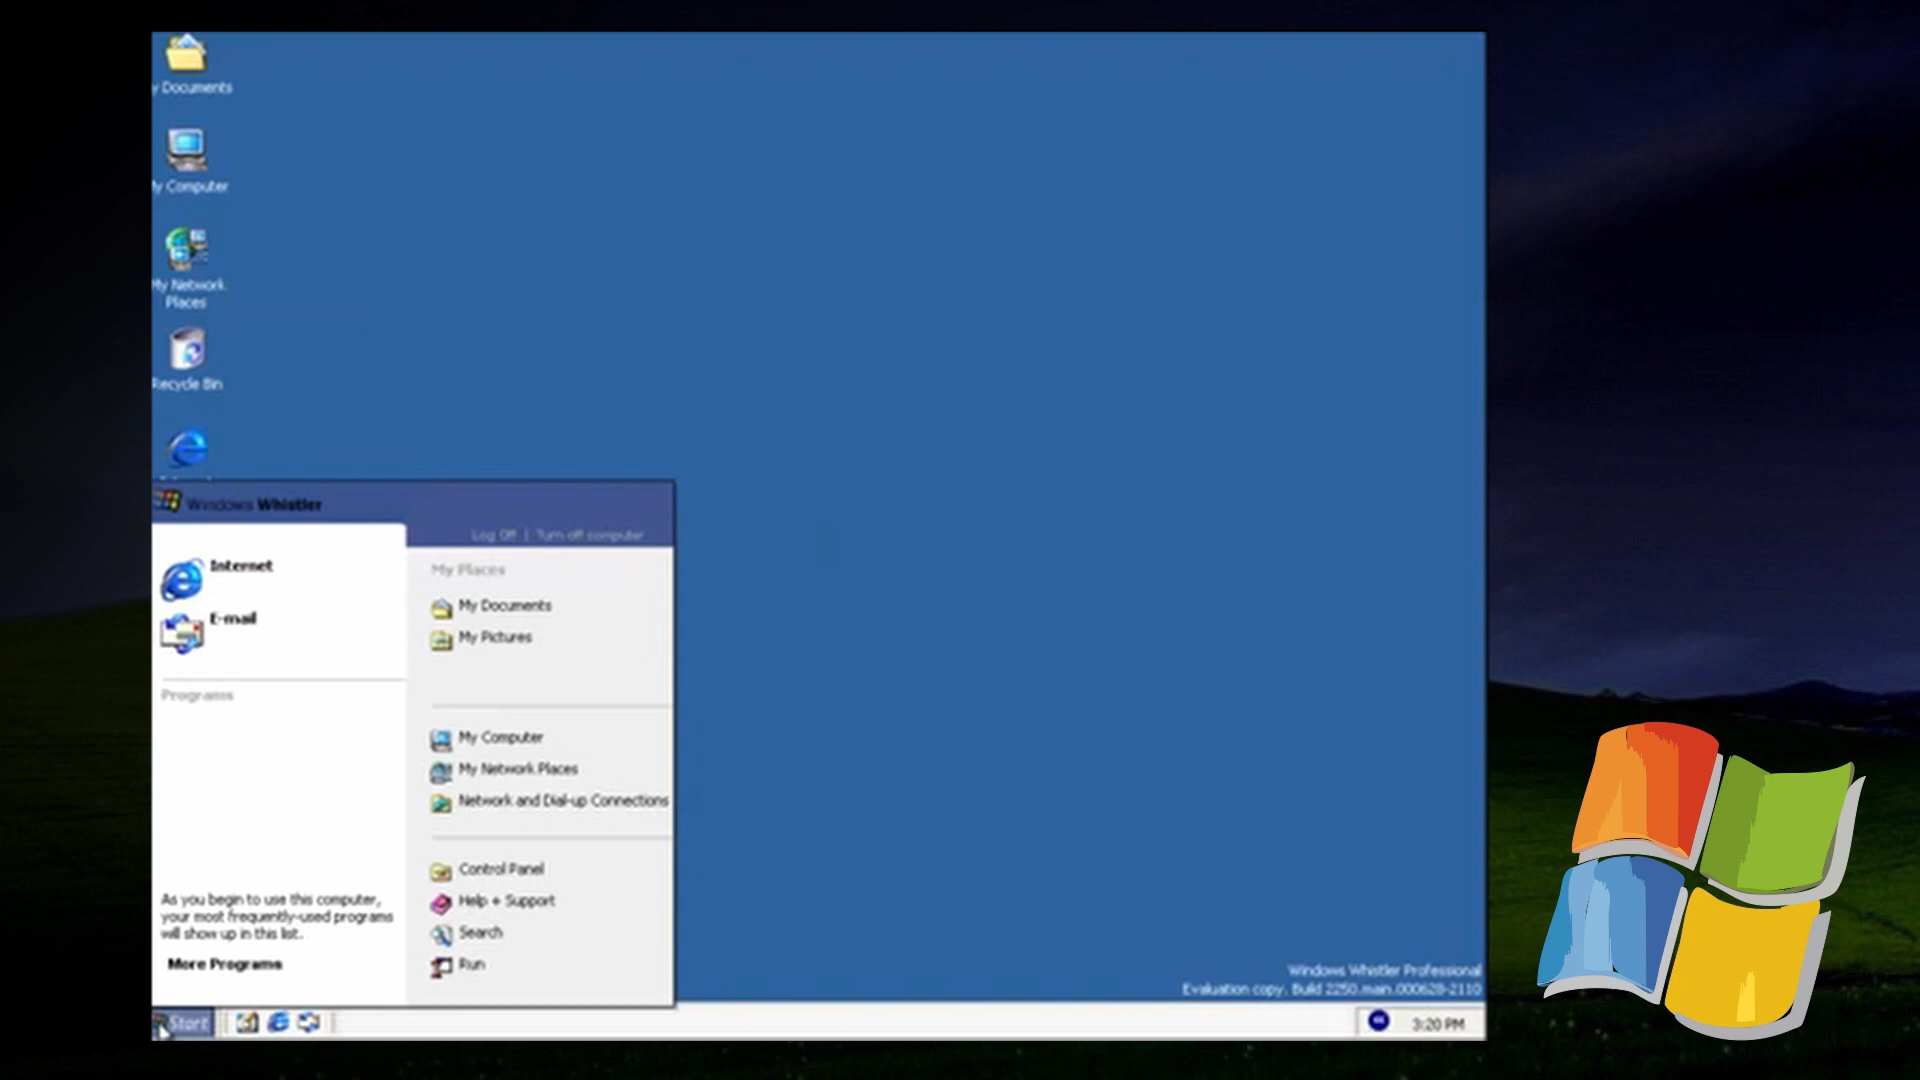 y Documents
y Computer
My Network
Places
Recycle Bin
Windows Whistler
Log Off | Turn off computer
Internet
E-mail
Programs
As you begin to use this computer,
your most frequently-used programs
will show up in this list.
More Programs
My Places
My Documents
My Pictures
My Computer
My Network Places
Network and Dial-up Connections
Control Panel
Help + Support
Search
Run
Windows Whistler Professional
Evaluation copy. Build 2250.main.000628-2110
Start
3:20 PM